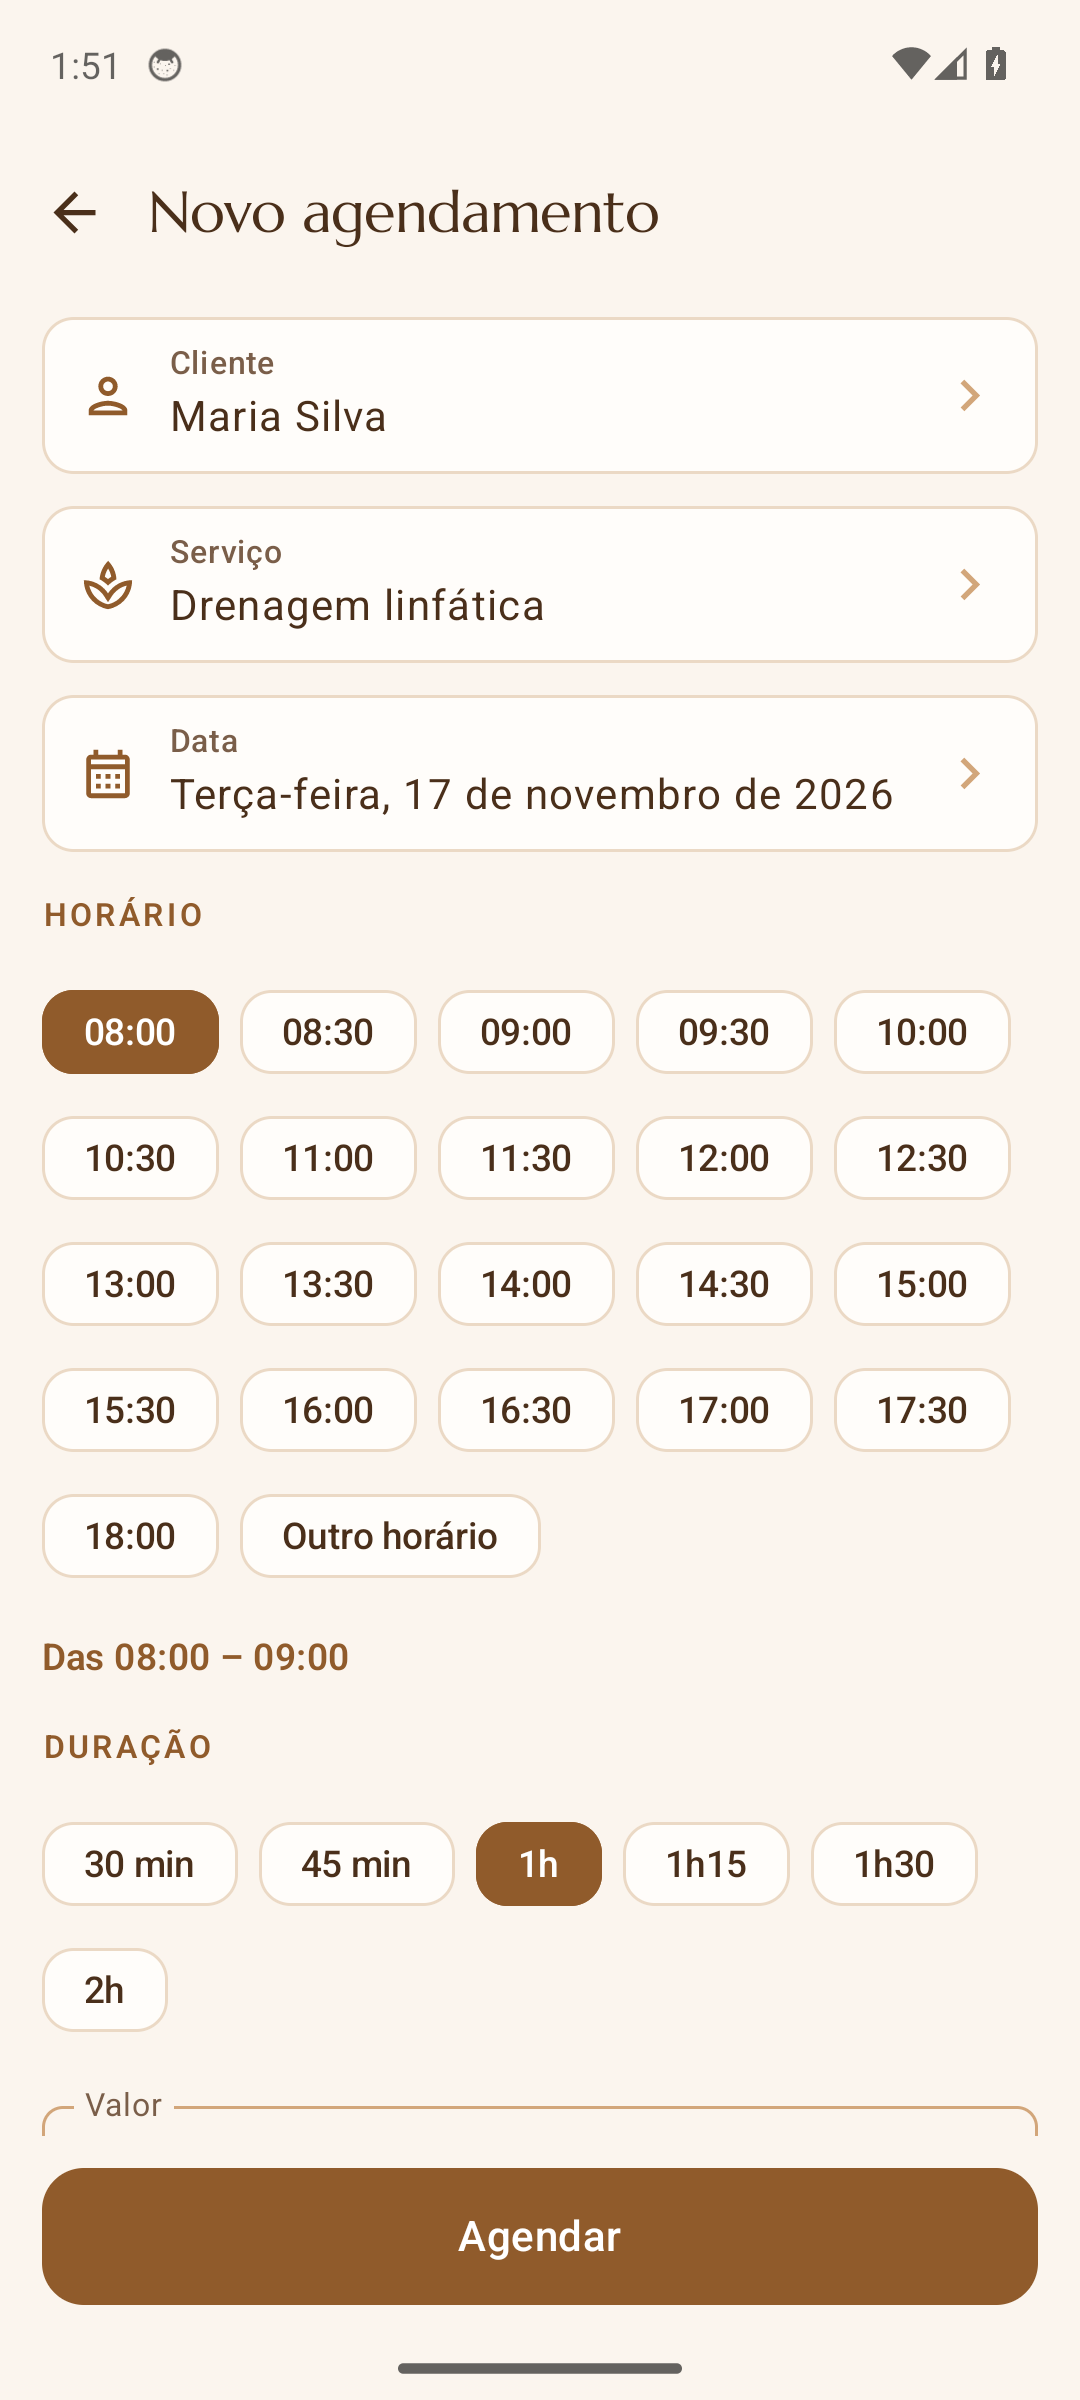 1:51
Novo agendamento
Cliente
Maria Silva
Serviço
Drenagem linfática
Data
Terça-feira, 17 de novembro de 2026
HORÁRIO
08:00 08:30 09:00 09:30 10:00
10:30 11:00 11:30 12:00 12:30
13:00 13:30 14:00 14:30 15:00
15:30 16:00 16:30 17:00 17:30
18:00 Outro horário
Das 08:00 – 09:00
DURAÇÃO
30 min 45 min 1h 1h15 1h30
2h
Valor
Agendar